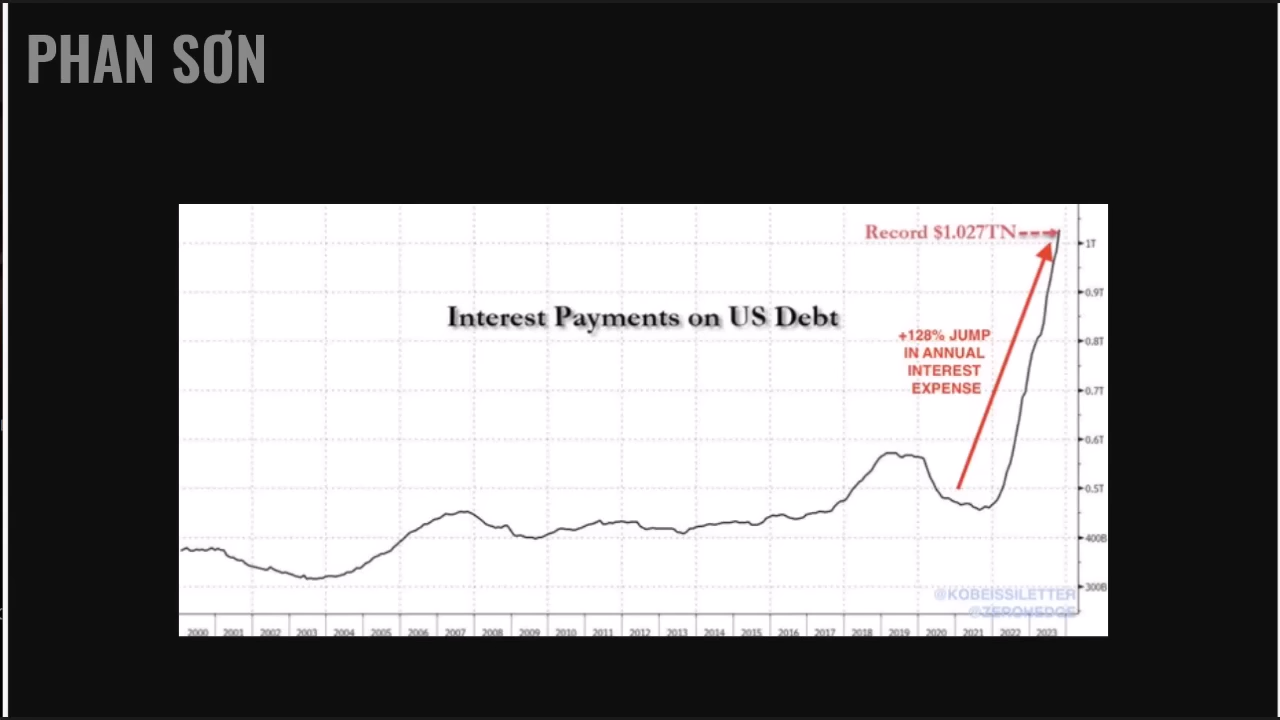 PHAN SƠN
Record $1.027TN
1T
0.9T
Interest Payments on US Debt
+128% JUMP
IN ANNUAL
INTEREST
EXPENSE
0.8T
0.7T
0.6T
0.5T
400B
300B
@KOBEISSILETTER
@ZEROHEDGE
2000 2001 2002 2003 2004 2005 2006 2007 2008 2009 2010 2011 2012 2013 2014 2015 2016 2017 2018 2019 2020 2021 2022 2023